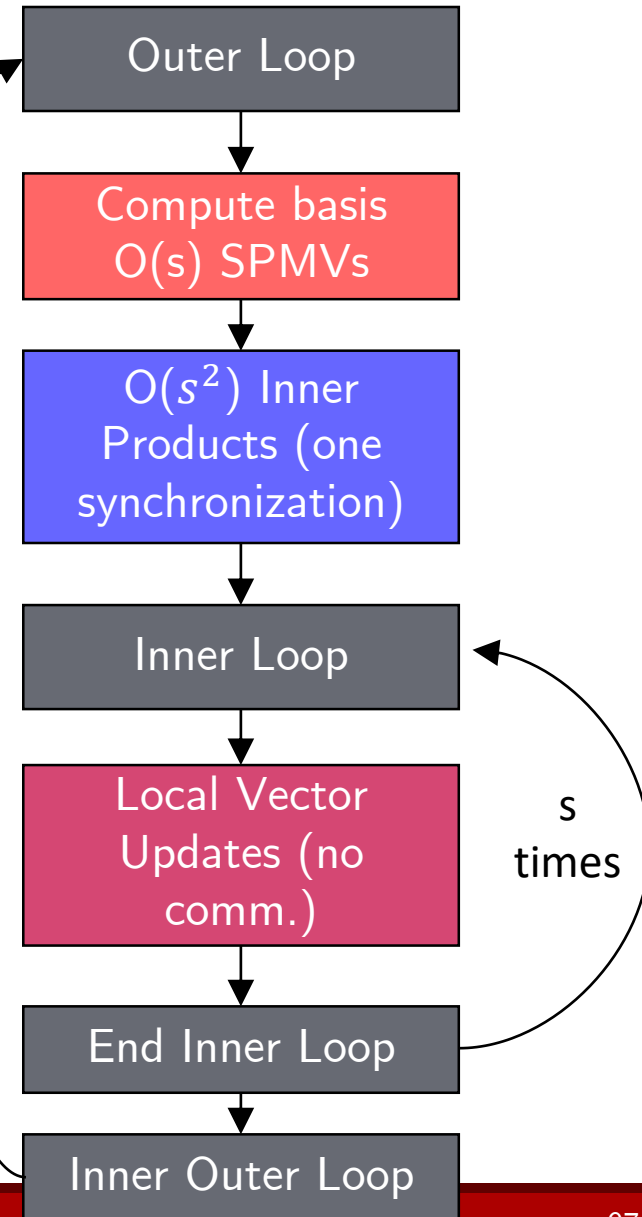 Outer Loop
Compute basis
O(s) SPMVs
O(s²) Inner
Products (one
synchronization)
Inner Loop
Local Vector
Updates (no
comm.)
s
times
End Inner Loop
Inner Outer Loop